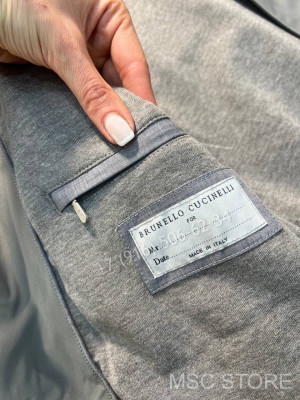 BRUNELLO CUCINELLI
FOR
Mr.
Date
MADE IN ITALY
MSC STORE